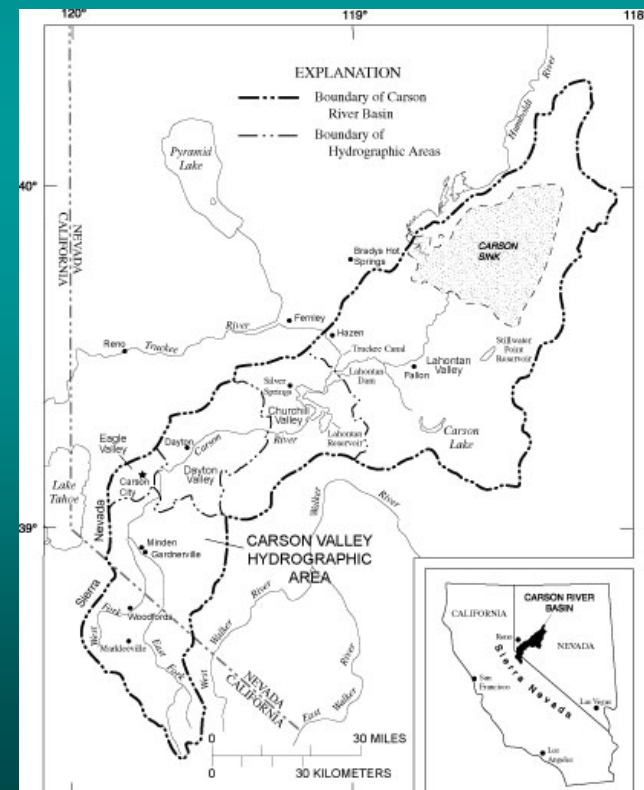 120°
119°
118
EXPLANATION
Boundary of Carson
River Basin
Boundary of
Hydrographic Areas
Humboldt
River
Pyramid
Lake
40°
NEVADA
CALIFORNIA
Bradys Hot
Springs
CARSON
SINK
Fernley
River
Truckee
Reno
Hazen
Truckee Canal
Stillwater
Point
Reservoir
Lahontan
Valley
Lahontan
Dam
Fallon
Silver
Springs
Churchill
Valley
Carson
Lake
Lahontan
Reservoir
Eagle
Valley
Dayton
Carson
River
Dayton
Valley
Carson
City
Lake
Tahoe
39°
Nevada
Sierra
Minden
Gardnerville
CARSON VALLEY
HYDROGRAPHIC
AREA
Walker
River
Woodfords
West
Fork
Markleeville
East
Fork
West
Walker
River
NEVADA
CALIFORNIA
East
Walker
River
0 30 MILES
0 30 KILOMETERS
CARSON RIVER
BASIN
CALIFORNIA
Reno
NEVADA
San
Francisco
Sierra Nevada
Las Vegas
Los
Angeles